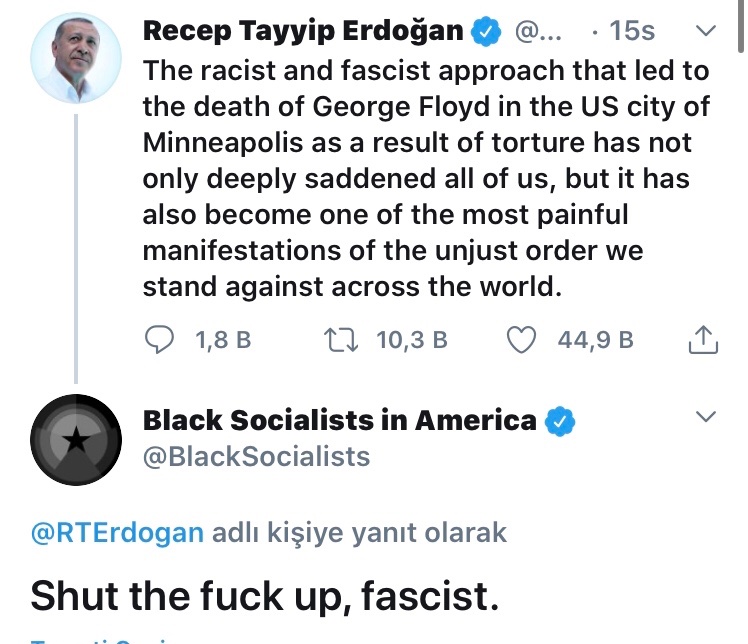 Recep Tayyip Erdoğan @... · 15s
The racist and fascist approach that led to
the death of George Floyd in the US city of
Minneapolis as a result of torture has not
only deeply saddened all of us, but it has
also become one of the most painful
manifestations of the unjust order we
stand against across the world.
1,8 B 10,3 B 44,9 B
Black Socialists in America
@BlackSocialists
@RTErdogan adlı kişiye yanıt olarak
Shut the fuck up, fascist.